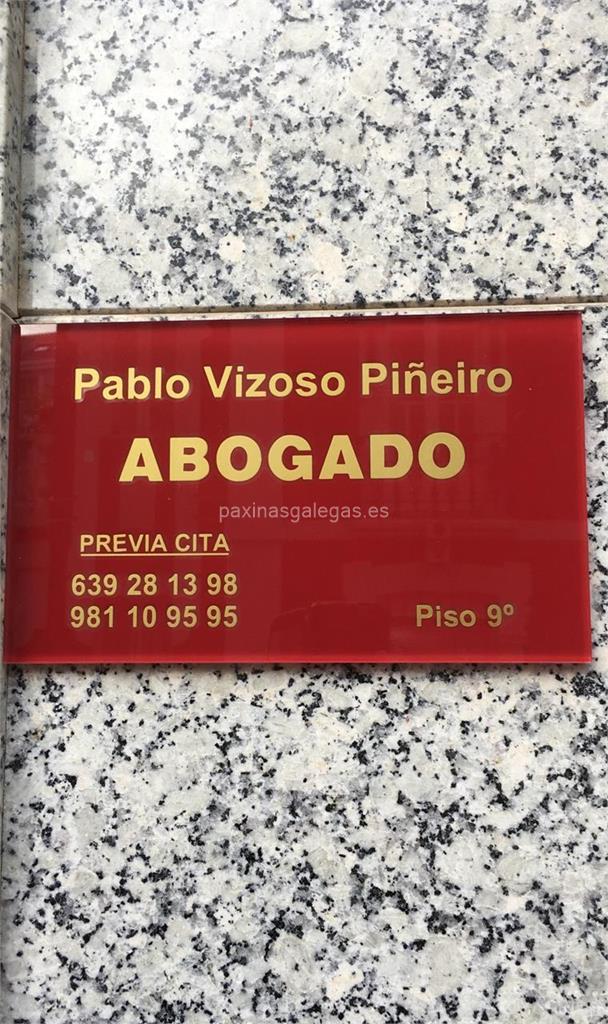 Pablo Vizoso Piñeiro
ABOGADO
paxinasgalegas.es
PREVIA CITA
639 28 13 98
981 10 95 95
Piso 9º